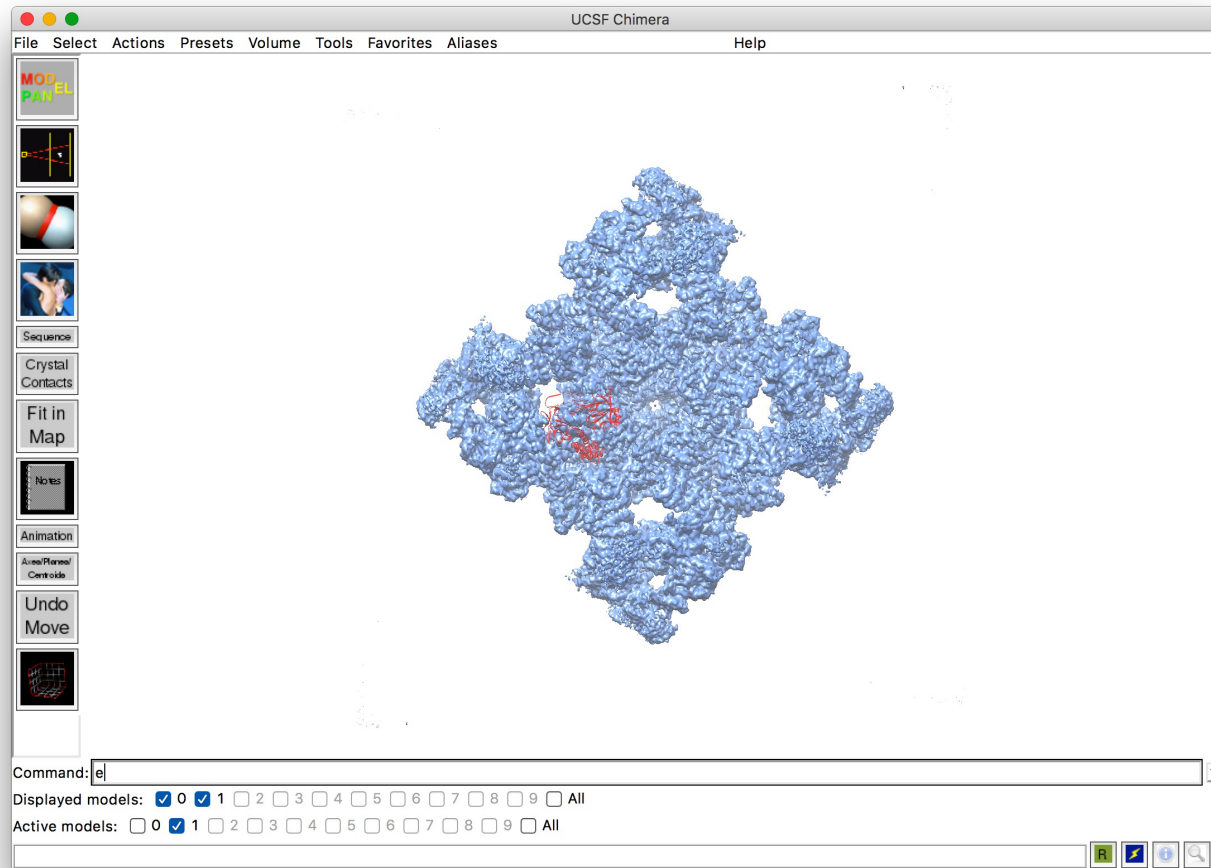 UCSF Chimera
File Select Actions Presets Volume Tools Favorites Aliases Help
MOD EL
PAN
Sequence
Crystal
Contacts
Fit in
Map
Notes
Animation
Axes/Planes/
Centroids
Undo
Move
Command: e
Displayed models: 0 1 2 3 4 5 6 7 8 9 All
Active models: 0 1 2 3 4 5 6 7 8 9 All
R